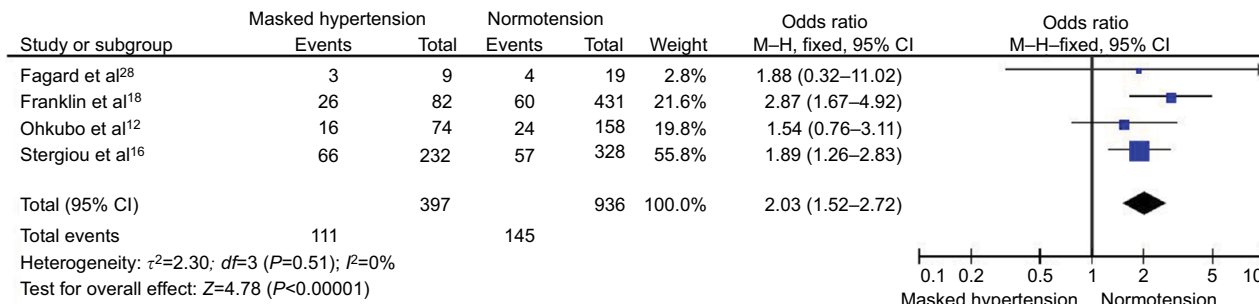 Masked hypertension Normotension Odds ratio Odds ratio
Study or subgroup Events Total Events Total Weight M–H, fixed, 95% CI M–H–fixed, 95% CI
Fagard et al28 3 9 4 19 2.8% 1.88 (0.32–11.02)
Franklin et al18 26 82 60 431 21.6% 2.87 (1.67–4.92)
Ohkubo et al12 16 74 24 158 19.8% 1.54 (0.76–3.11)
Stergiou et al16 66 232 57 328 55.8% 1.89 (1.26–2.83)
Total (95% CI) 397 936 100.0% 2.03 (1.52–2.72)
Total events 111 145
Heterogeneity: τ2=2.30; df=3 (P=0.51); I2=0%
Test for overall effect: Z=4.78 (P<0.00001)
0.1 0.2 0.5 1 2 5 10
Masked hypertension Normotension